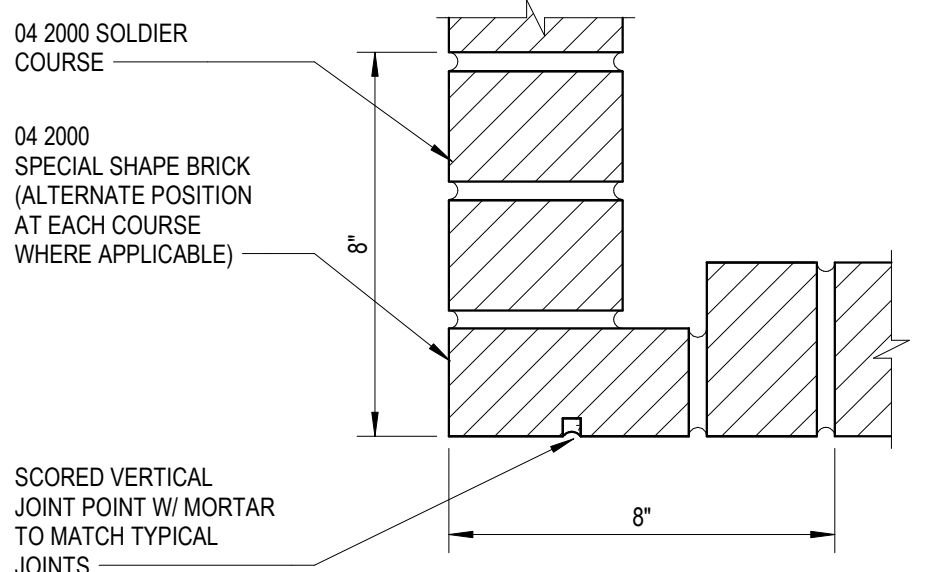 04 2000 SOLDIER
COURSE
04 2000
SPECIAL SHAPE BRICK
(ALTERNATE POSITION
AT EACH COURSE
WHERE APPLICABLE)
8"
SCORED VERTICAL
JOINT POINT W/ MORTAR
TO MATCH TYPICAL
JOINTS
8"